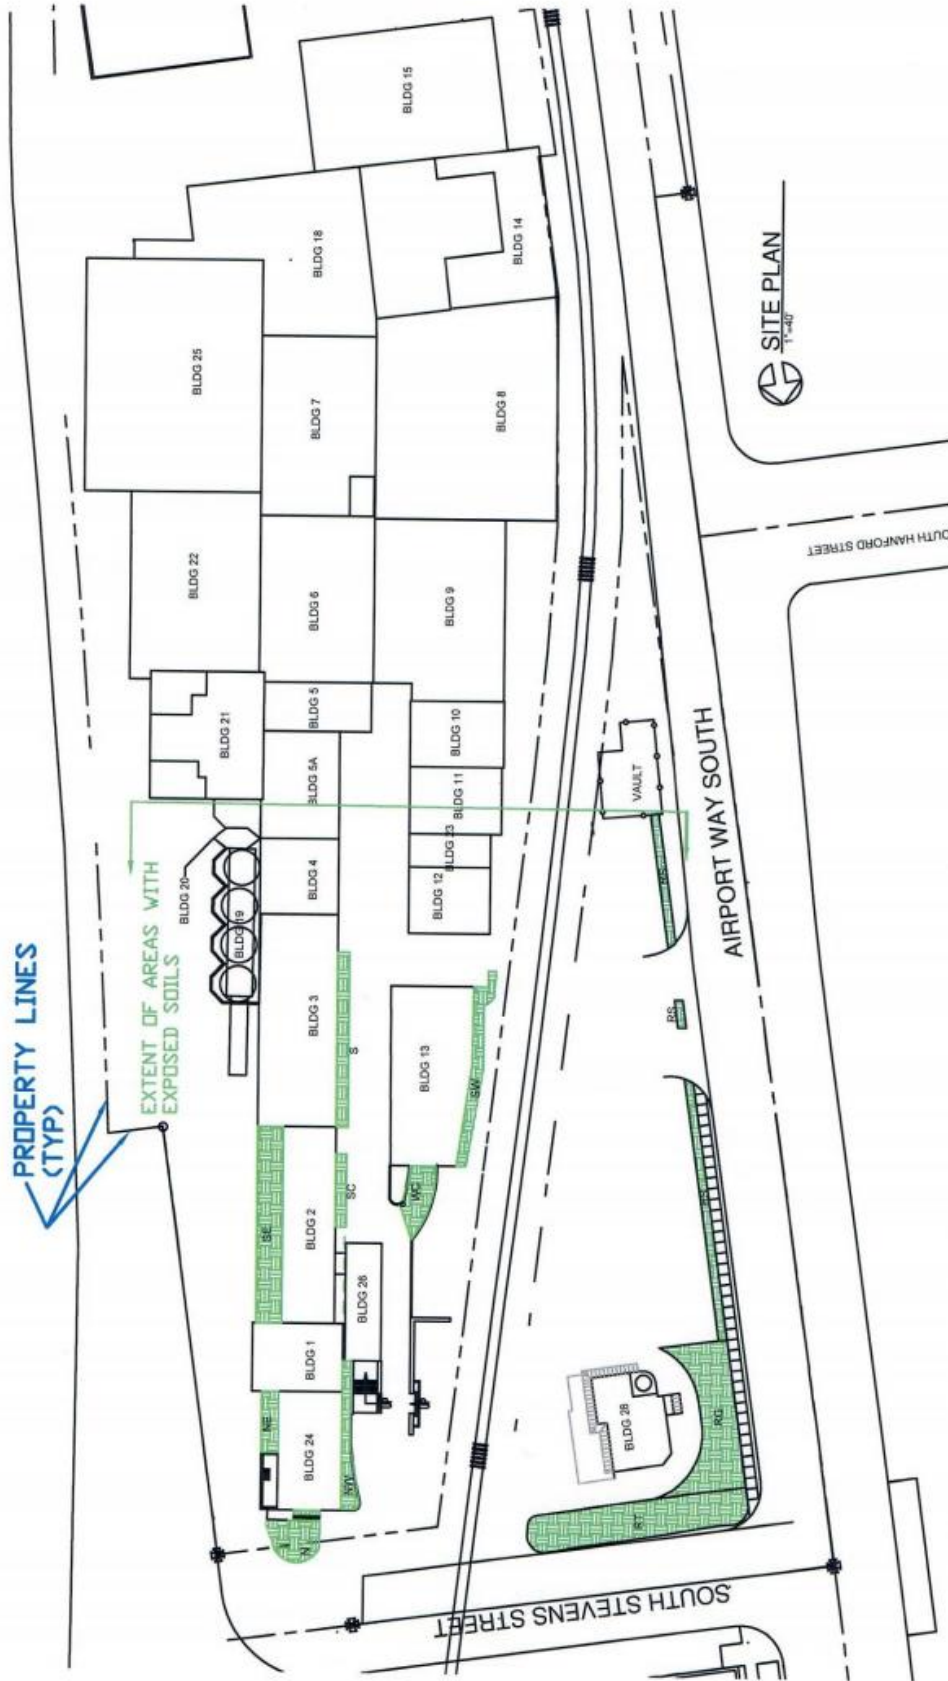 BLDG 15
BLDG 18
BLDG 14
BLDG 25
BLDG 7
BLDG 8
SITE PLAN
1"=40'
BLDG 22
BLDG 6
BLDG 9
SOUTH HANFORD STREET
BLDG 21
BLDG 5
BLDG 5A
BLDG 10
BLDG 11
VAULT
AIRPORT WAY SOUTH
BLDG 20
BLDG 19
BLDG 4
BLDG 23
BLDG 12
RS
PROPERTY LINES
(TYP)
EXTENT OF AREAS WITH
EXPOSED SOILS
BLDG 3
S
BLDG 13
SW
RS
SE
BLDG 2
SC
WC
RS
BLDG 26
BLDG 1
NE
BLDG 24
NW
BLDG 28
RG
N
N
RT
SOUTH STEVENS STREET